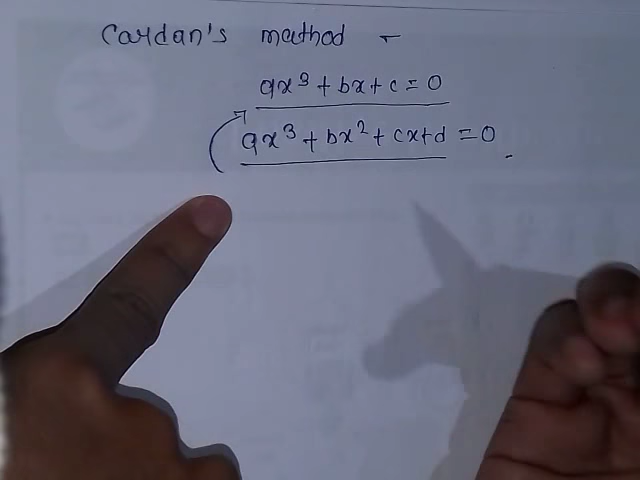 Cardan's method -
ax³ + bx + c = 0
ax³ + bx² + cx + d = 0.